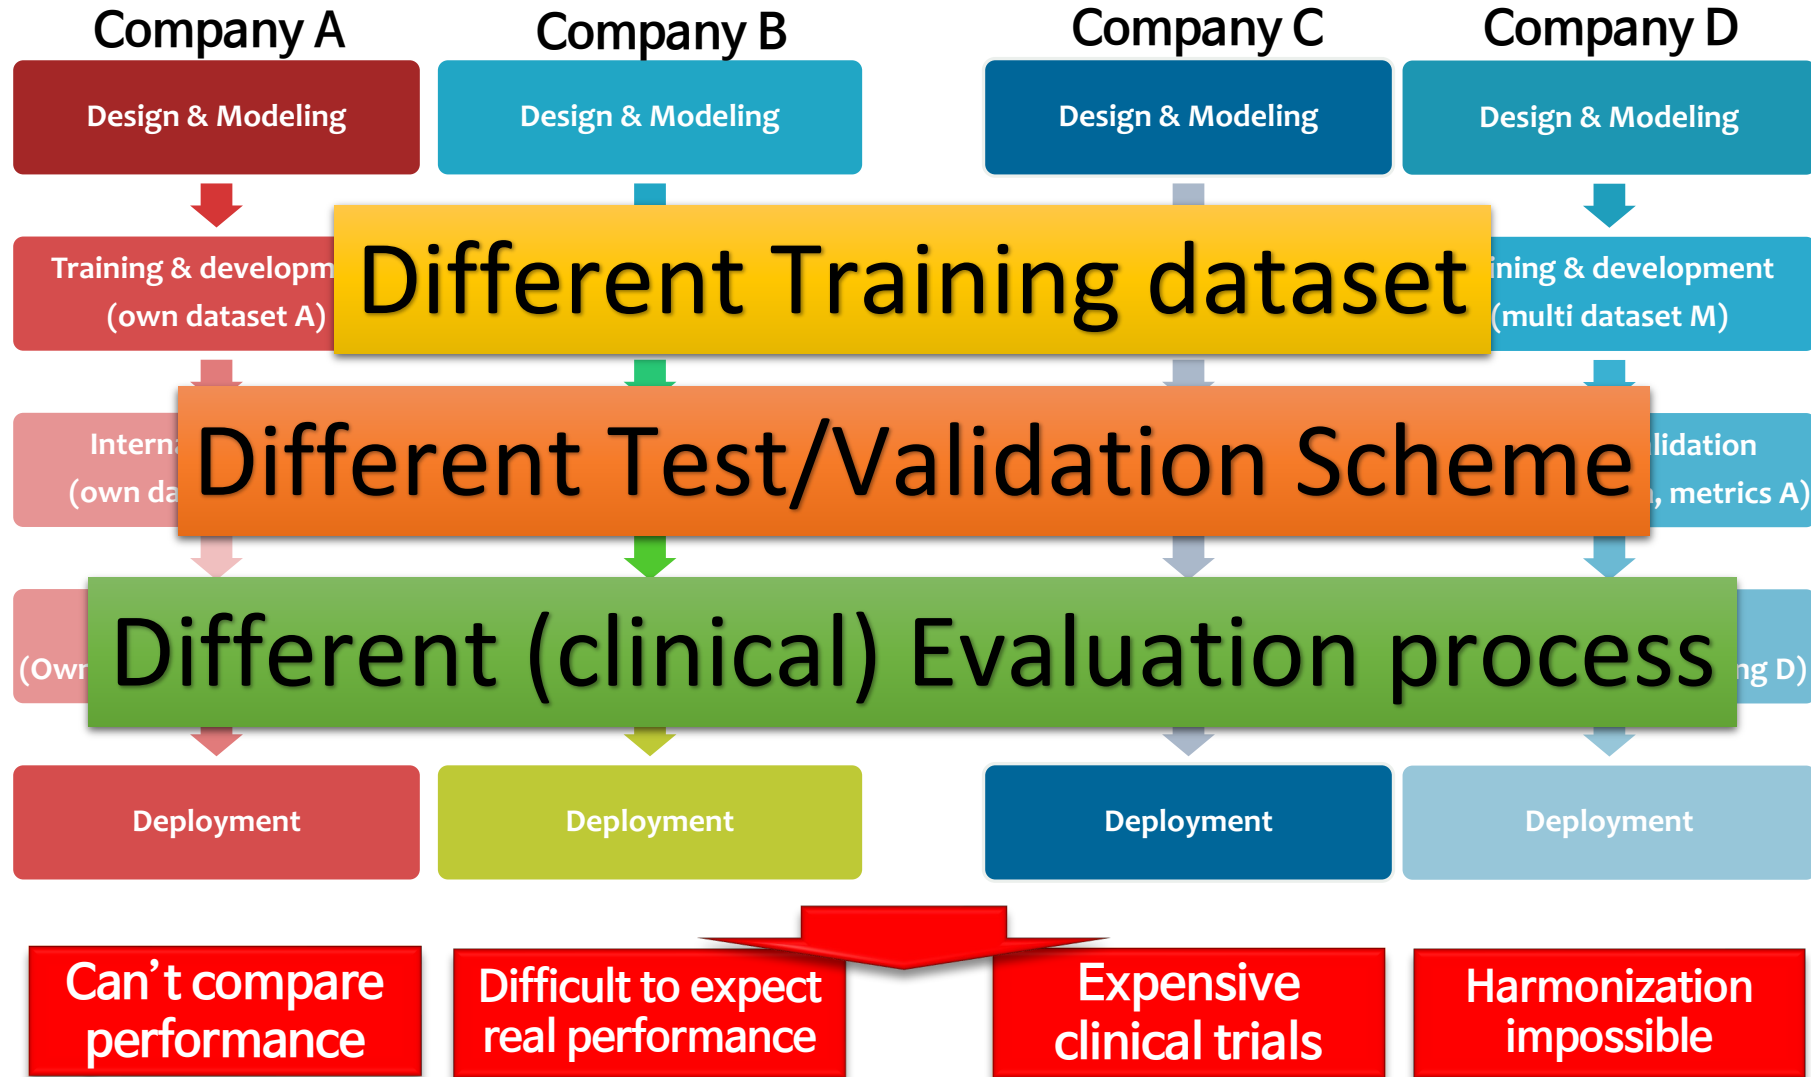 Company A
Company B
Company C
Company D
Design & Modeling
Design & Modeling
Design & Modeling
Design & Modeling
Training & developm
(own dataset A)
Different Training dataset
ining & development
(multi dataset M)
Interna
(own da
Different Test/Validation Scheme
lidation
, metrics A)
(Own
Different (clinical) Evaluation process
ng D)
Deployment
Deployment
Deployment
Deployment
Can't compare
performance
Difficult to expect
real performance
Expensive
clinical trials
Harmonization
impossible